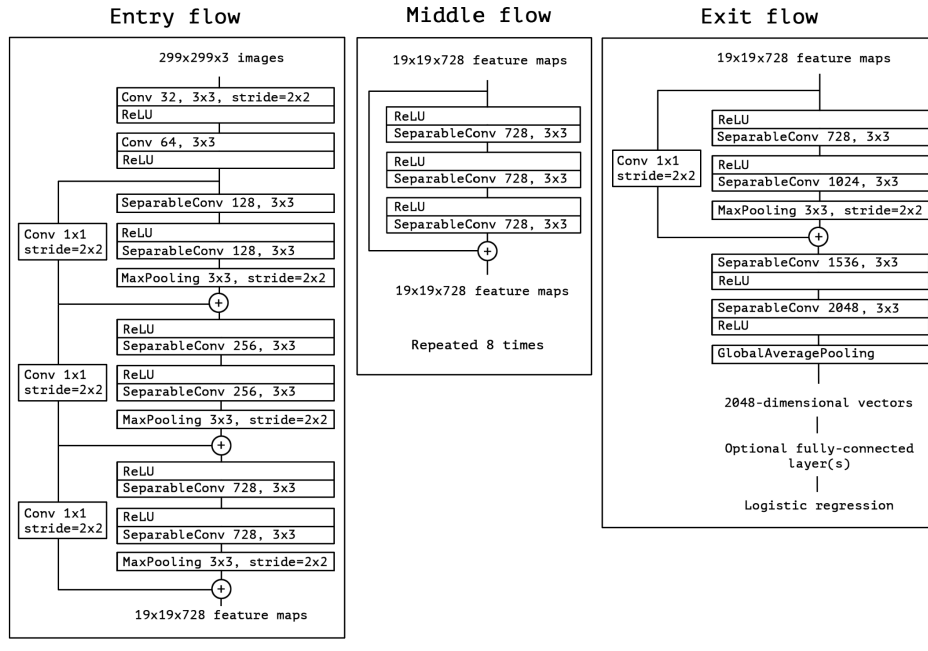 Entry flow
299x299x3 images
Conv 32, 3x3, stride=2x2
ReLU
Conv 64, 3x3
ReLU
SeparableConv 128, 3x3
Conv 1x1
stride=2x2
ReLU
SeparableConv 128, 3x3
MaxPooling 3x3, stride=2x2
+
ReLU
SeparableConv 256, 3x3
Conv 1x1
stride=2x2
ReLU
SeparableConv 256, 3x3
MaxPooling 3x3, stride=2x2
+
ReLU
SeparableConv 728, 3x3
Conv 1x1
stride=2x2
ReLU
SeparableConv 728, 3x3
MaxPooling 3x3, stride=2x2
+
19x19x728 feature maps
Middle flow
19x19x728 feature maps
ReLU
SeparableConv 728, 3x3
ReLU
SeparableConv 728, 3x3
ReLU
SeparableConv 728, 3x3
+
19x19x728 feature maps
Repeated 8 times
Exit flow
19x19x728 feature maps
ReLU
SeparableConv 728, 3x3
Conv 1x1
stride=2x2
ReLU
SeparableConv 1024, 3x3
MaxPooling 3x3, stride=2x2
+
SeparableConv 1536, 3x3
ReLU
SeparableConv 2048, 3x3
ReLU
GlobalAveragePooling
2048-dimensional vectors
Optional fully-connected
layer(s)
Logistic regression